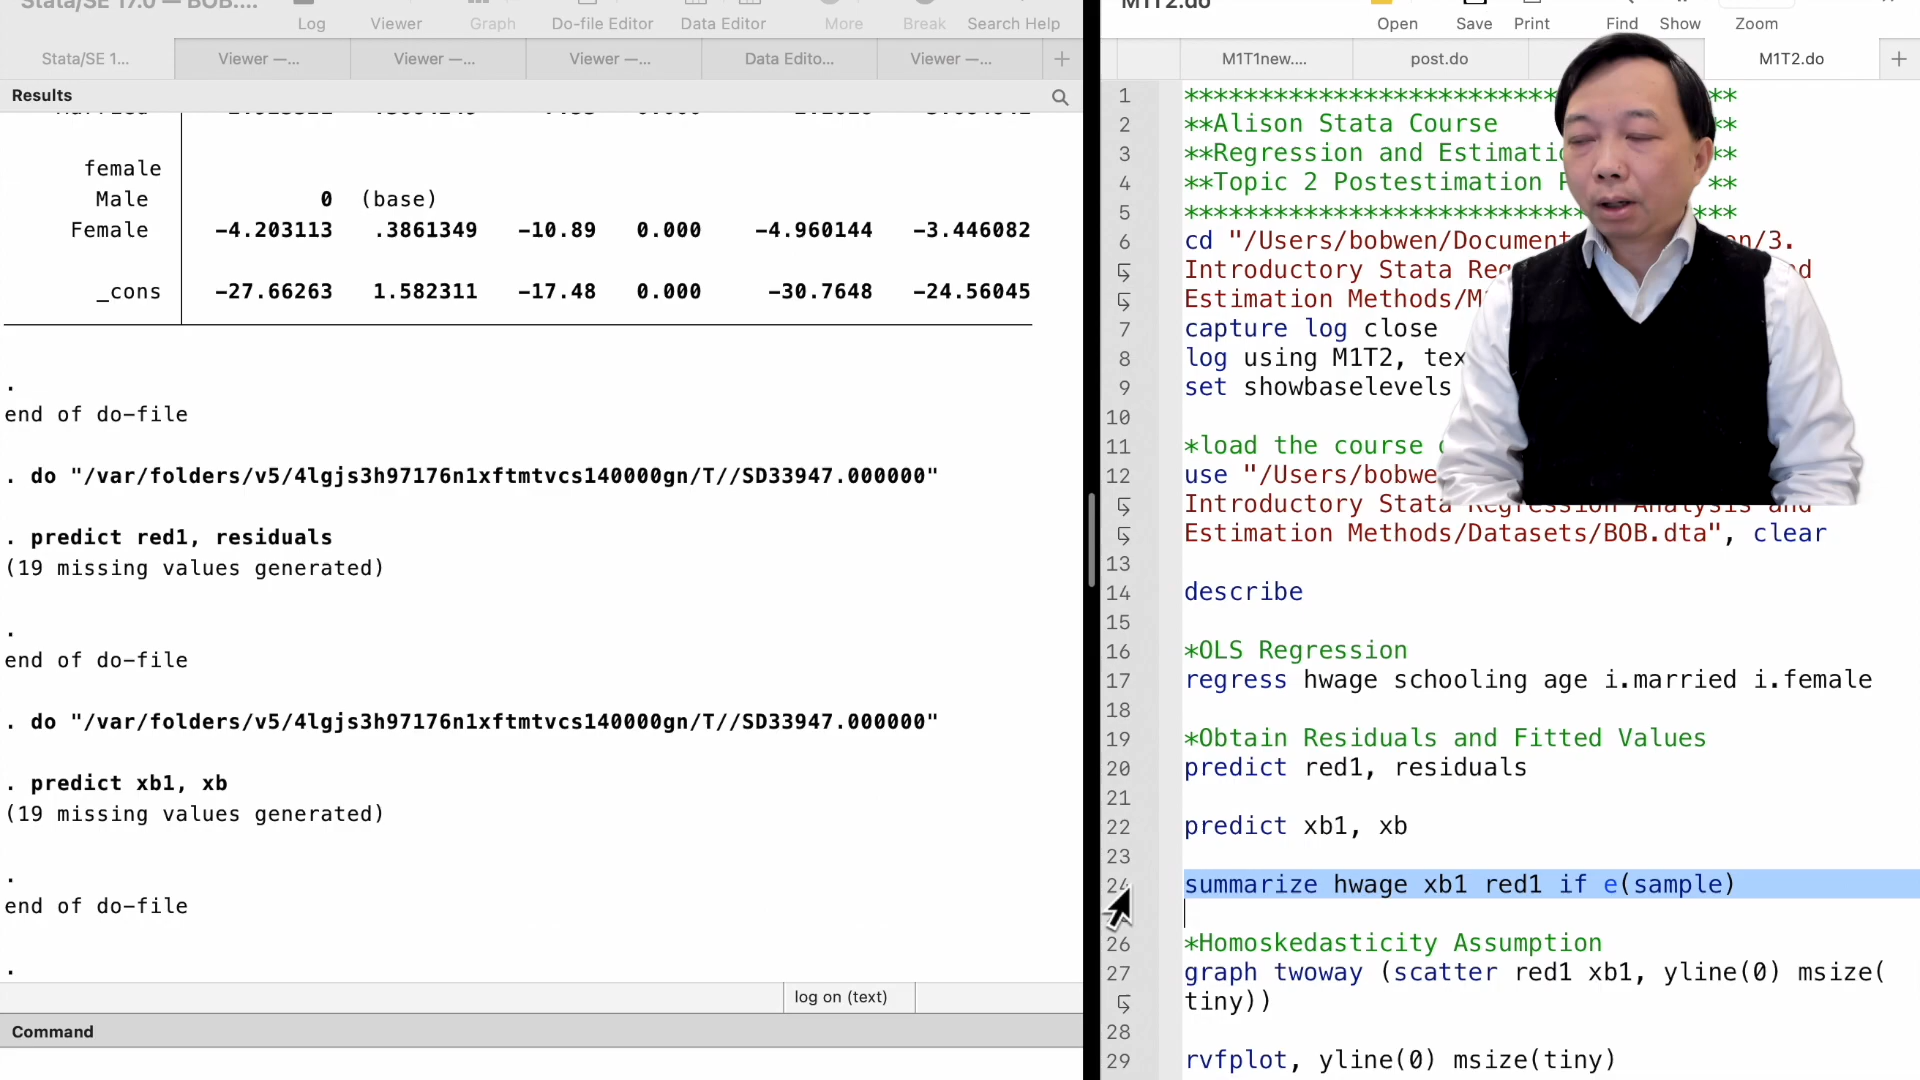 Stata/SE 17.0 — BOB....
Log Viewer Graph Do-file Editor Data Editor More Break Search Help
Stata/SE 1... Viewer —... Viewer —... Viewer —... Data Edito... Viewer —...
Results
female
Male 0 (base)
Female -4.203113 .3861349 -10.89 0.000 -4.960144 -3.446082
_cons -27.66263 1.582311 -17.48 0.000 -30.7648 -24.56045
.
end of do-file
. do "/var/folders/v5/4lgjs3h97176n1xftmtvcs140000gn/T//SD33947.000000"
. predict red1, residuals
(19 missing values generated)
.
end of do-file
. do "/var/folders/v5/4lgjs3h97176n1xftmtvcs140000gn/T//SD33947.000000"
. predict xb1, xb
(19 missing values generated)
.
end of do-file
.
log on (text)
Command
M1T2.do
Open Save Print Find Show Zoom
M1T1new.... post.do M1T2.do
1 ************************* **
2 **Alison Stata Course **
3 **Regression and Estimatio **
4 **Topic 2 Postestimation **
5 ************************* ***
6 cd "/Users/bobwen/Document en/3.
Introductory Stata Reg d
Estimation Methods/M
7 capture log close
8 log using M1T2, tex
9 set showbaselevels
10
11 *load the course
12 use "/Users/bobwe
Introductory Stata Regression Analysis and
Estimation Methods/Datasets/BOB.dta", clear
13
14 describe
15
16 *OLS Regression
17 regress hwage schooling age i.married i.female
18
19 *Obtain Residuals and Fitted Values
20 predict red1, residuals
21
22 predict xb1, xb
23
24 summarize hwage xb1 red1 if e(sample)
26 *Homoskedasticity Assumption
27 graph twoway (scatter red1 xb1, yline(0) msize(
tiny))
28
29 rvfplot, yline(0) msize(tiny)